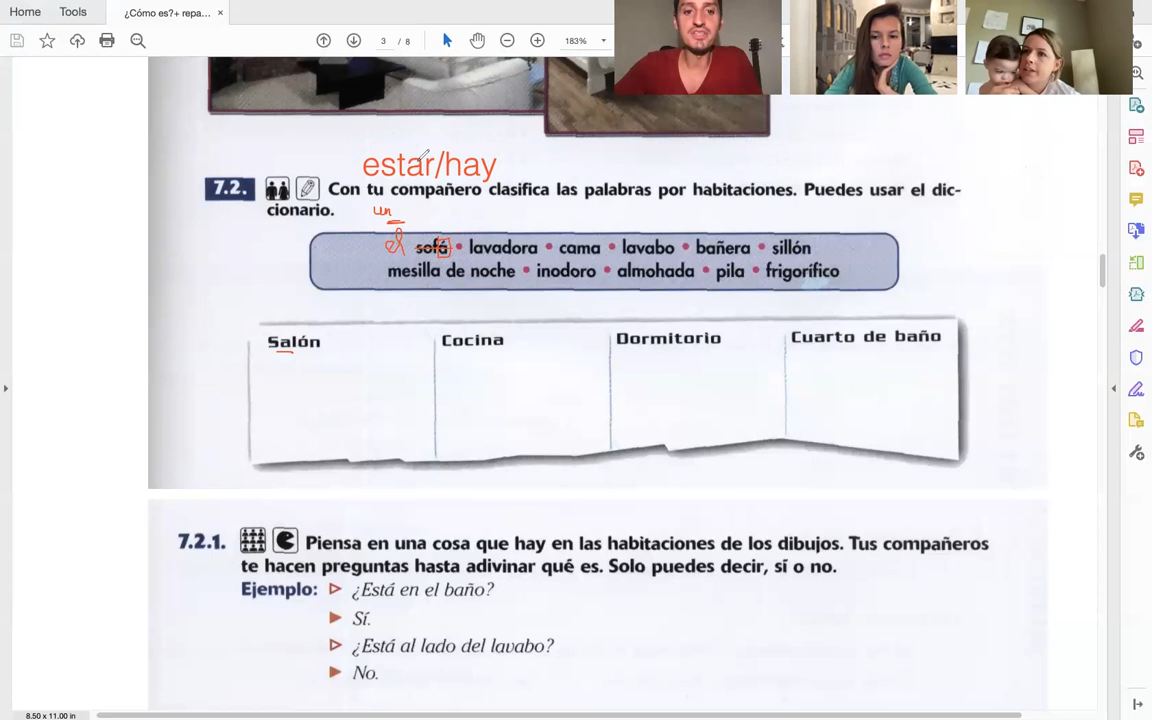 Home Tools ¿Cómo es?+ repa... ×
3 / 8 183%
estar/hay
7.2. Con tu compañero clasifica las palabras por habitaciones. Puedes usar el dic-
cionario.
un
el sofá • lavadora • cama • lavabo • bañera • sillón
mesilla de noche • inodoro • almohada • pila • frigorífico
Salón Cocina Dormitorio Cuarto de baño
7.2.1. Piensa en una cosa que hay en las habitaciones de los dibujos. Tus compañeros
te hacen preguntas hasta adivinar qué es. Solo puedes decir, sí o no.
Ejemplo: ▷ ¿Está en el baño?
▶ Sí.
▷ ¿Está al lado del lavabo?
▶ No.
8.50 x 11.00 in